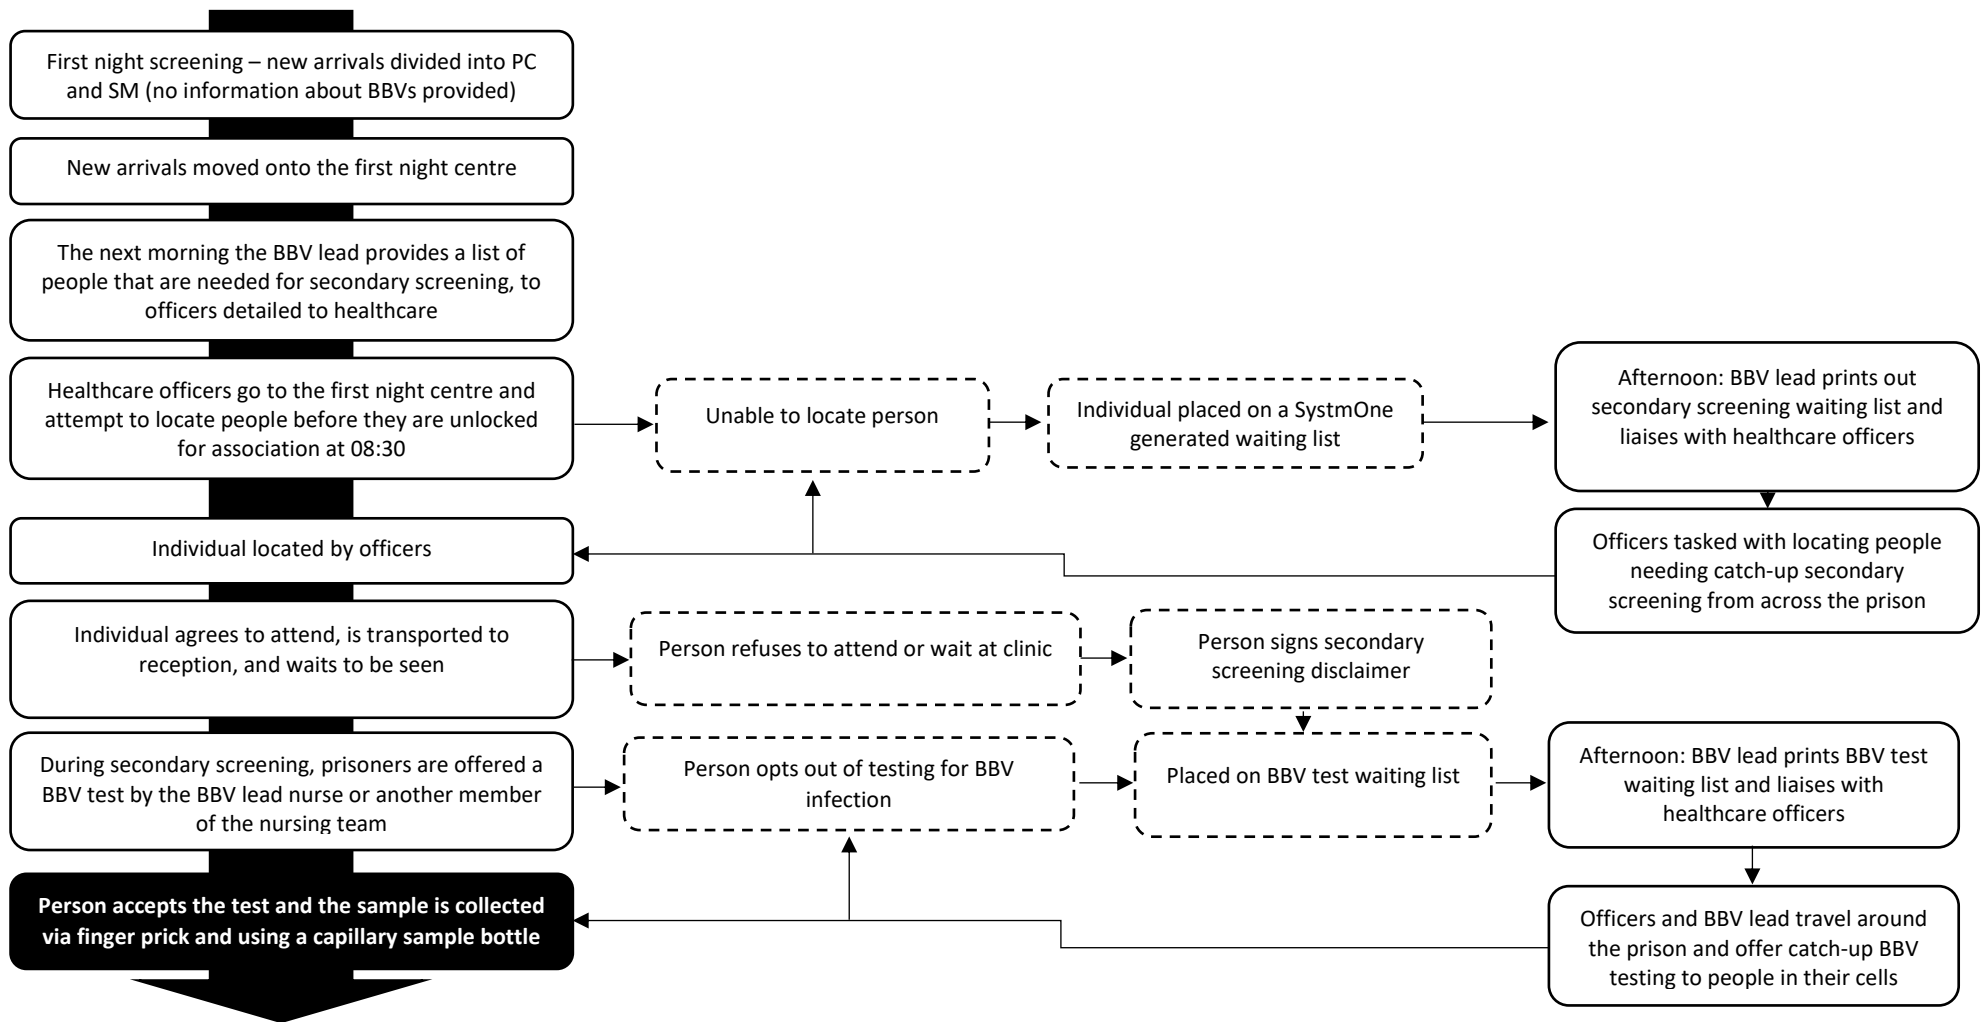 First night screening – new arrivals divided into PC
and SM (no information about BBVs provided)
New arrivals moved onto the first night centre
The next morning the BBV lead provides a list of
people that are needed for secondary screening, to
officers detailed to healthcare
Healthcare officers go to the first night centre and
attempt to locate people before they are unlocked
for association at 08:30
Unable to locate person
Individual placed on a SystmOne
generated waiting list
Afternoon: BBV lead prints out
secondary screening waiting list and
liaises with healthcare officers
Individual located by officers
Officers tasked with locating people
needing catch-up secondary
screening from across the prison
Individual agrees to attend, is transported to
reception, and waits to be seen
Person refuses to attend or wait at clinic
Person signs secondary
screening disclaimer
During secondary screening, prisoners are offered a
BBV test by the BBV lead nurse or another member
of the nursing team
Person opts out of testing for BBV
infection
Placed on BBV test waiting list
Afternoon: BBV lead prints BBV test
waiting list and liaises with
healthcare officers
Person accepts the test and the sample is collected
via finger prick and using a capillary sample bottle
Officers and BBV lead travel around
the prison and offer catch-up BBV
testing to people in their cells